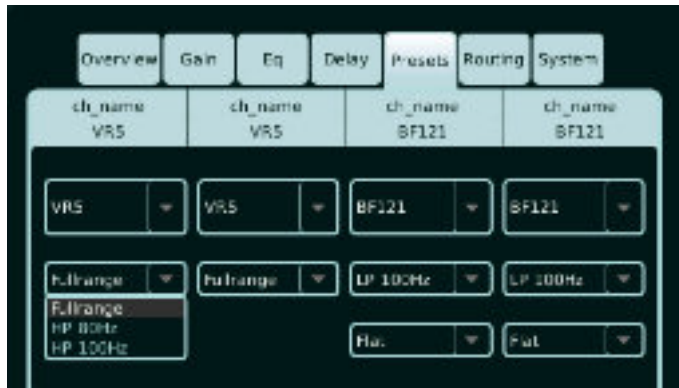 Overview Gain Eq Delay Presets Routing System
ch_name ch_name ch_name ch_name
VR5 VR5 BF121 BF121
VR5 VR5 BF121 BF121
Fullrange Fullrange LP 100Hz LP 100Hz
Fullrange
HP 80Hz
HP 100Hz
Flat Flat